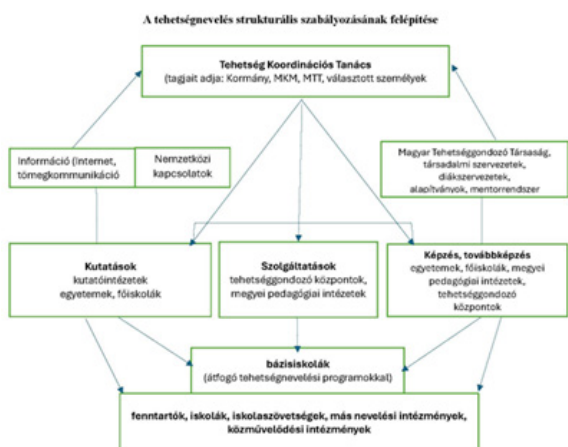 A tehetségnevelés strukturális szabályozásának felépítése
Tehetség Koordinációs Tanács
(tagjait adja: Kormány, MKM, MTT, választott személyek
Információ (Internet,
tömegkommunikáció
Nemzetközi
kapcsolatok
Magyar Tehetséggondozó Társaság,
társadalmi szervezetek,
diákszervezetek,
alapítványok, mentorrendszer
Kutatások
kutatóintézetek
egyetemek, főiskolák
Szolgáltatások
tehetséggondozó központok,
megyei pedagógiai intézetek
Képzés, továbbképzés
egyetemek, főiskolák, megyei
pedagógiai intézetek,
tehetséggondozó
központok
bázisiskolák
(átfogó tehetségnevelési programokkal)
fenntartók, iskolák, iskolaszövetségek, más nevelési intézmények,
közművelődési intézmények